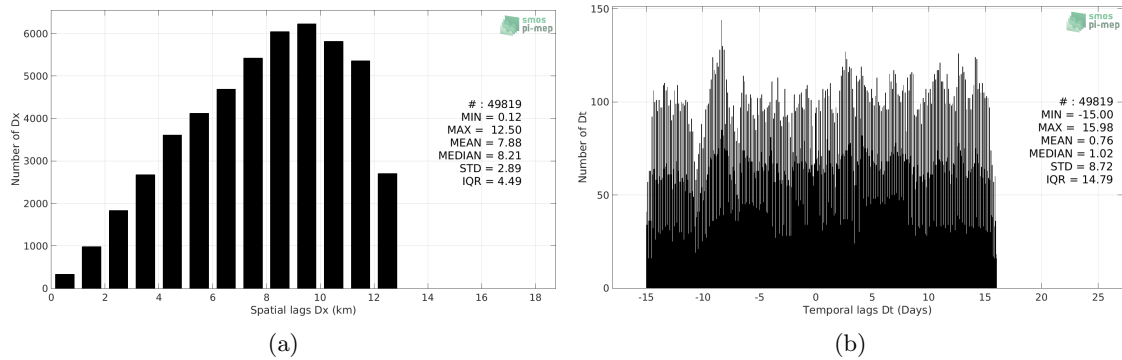 6000
5000
4000
3000
2000
1000
0
Number of Dx
0 2 4 6 8 10 12 14 16 18
Spatial lags Dx (km)
smos
pi-mep
# : 49819
MIN = 0.12
MAX = 12.50
MEAN = 7.88
MEDIAN = 8.21
STD = 2.89
IQR = 4.49
(a)
150
100
50
0
Number of Dt
-15 -10 -5 0 5 10 15 20 25
Temporal lags Dt (Days)
smos
pi-mep
# : 49819
MIN = -15.00
MAX = 15.98
MEAN = 0.76
MEDIAN = 1.02
STD = 8.72
IQR = 14.79
(b)